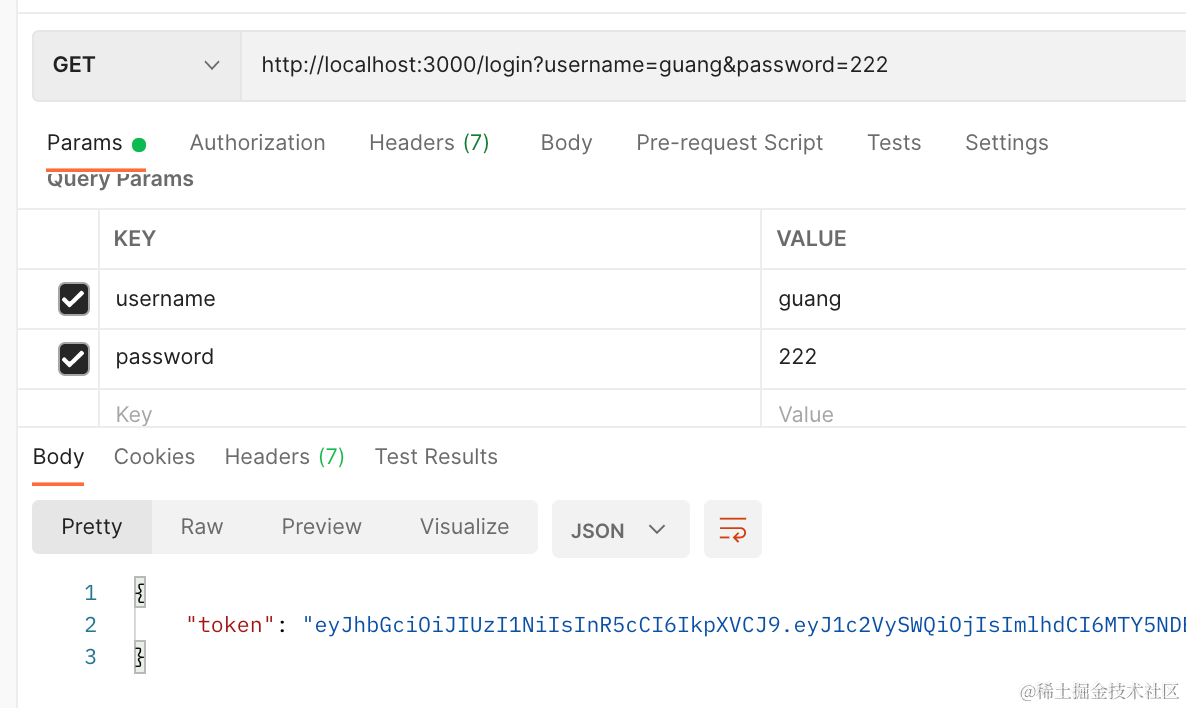 GET http://localhost:3000/login?username=guang&password=222
Params Authorization Headers (7) Body Pre-request Script Tests Settings
Query Params
KEY VALUE
username guang
password 222
Key Value
Body Cookies Headers (7) Test Results
Pretty Raw Preview Visualize JSON
1 {
2 "token": "eyJhbGciOiJIUzI1NiIsInR5cCI6IkpXVCJ9.eyJ1c2VySWQiOjIsImlhdCI6MTY5NDE
3 }
@稀土掘金技术社区